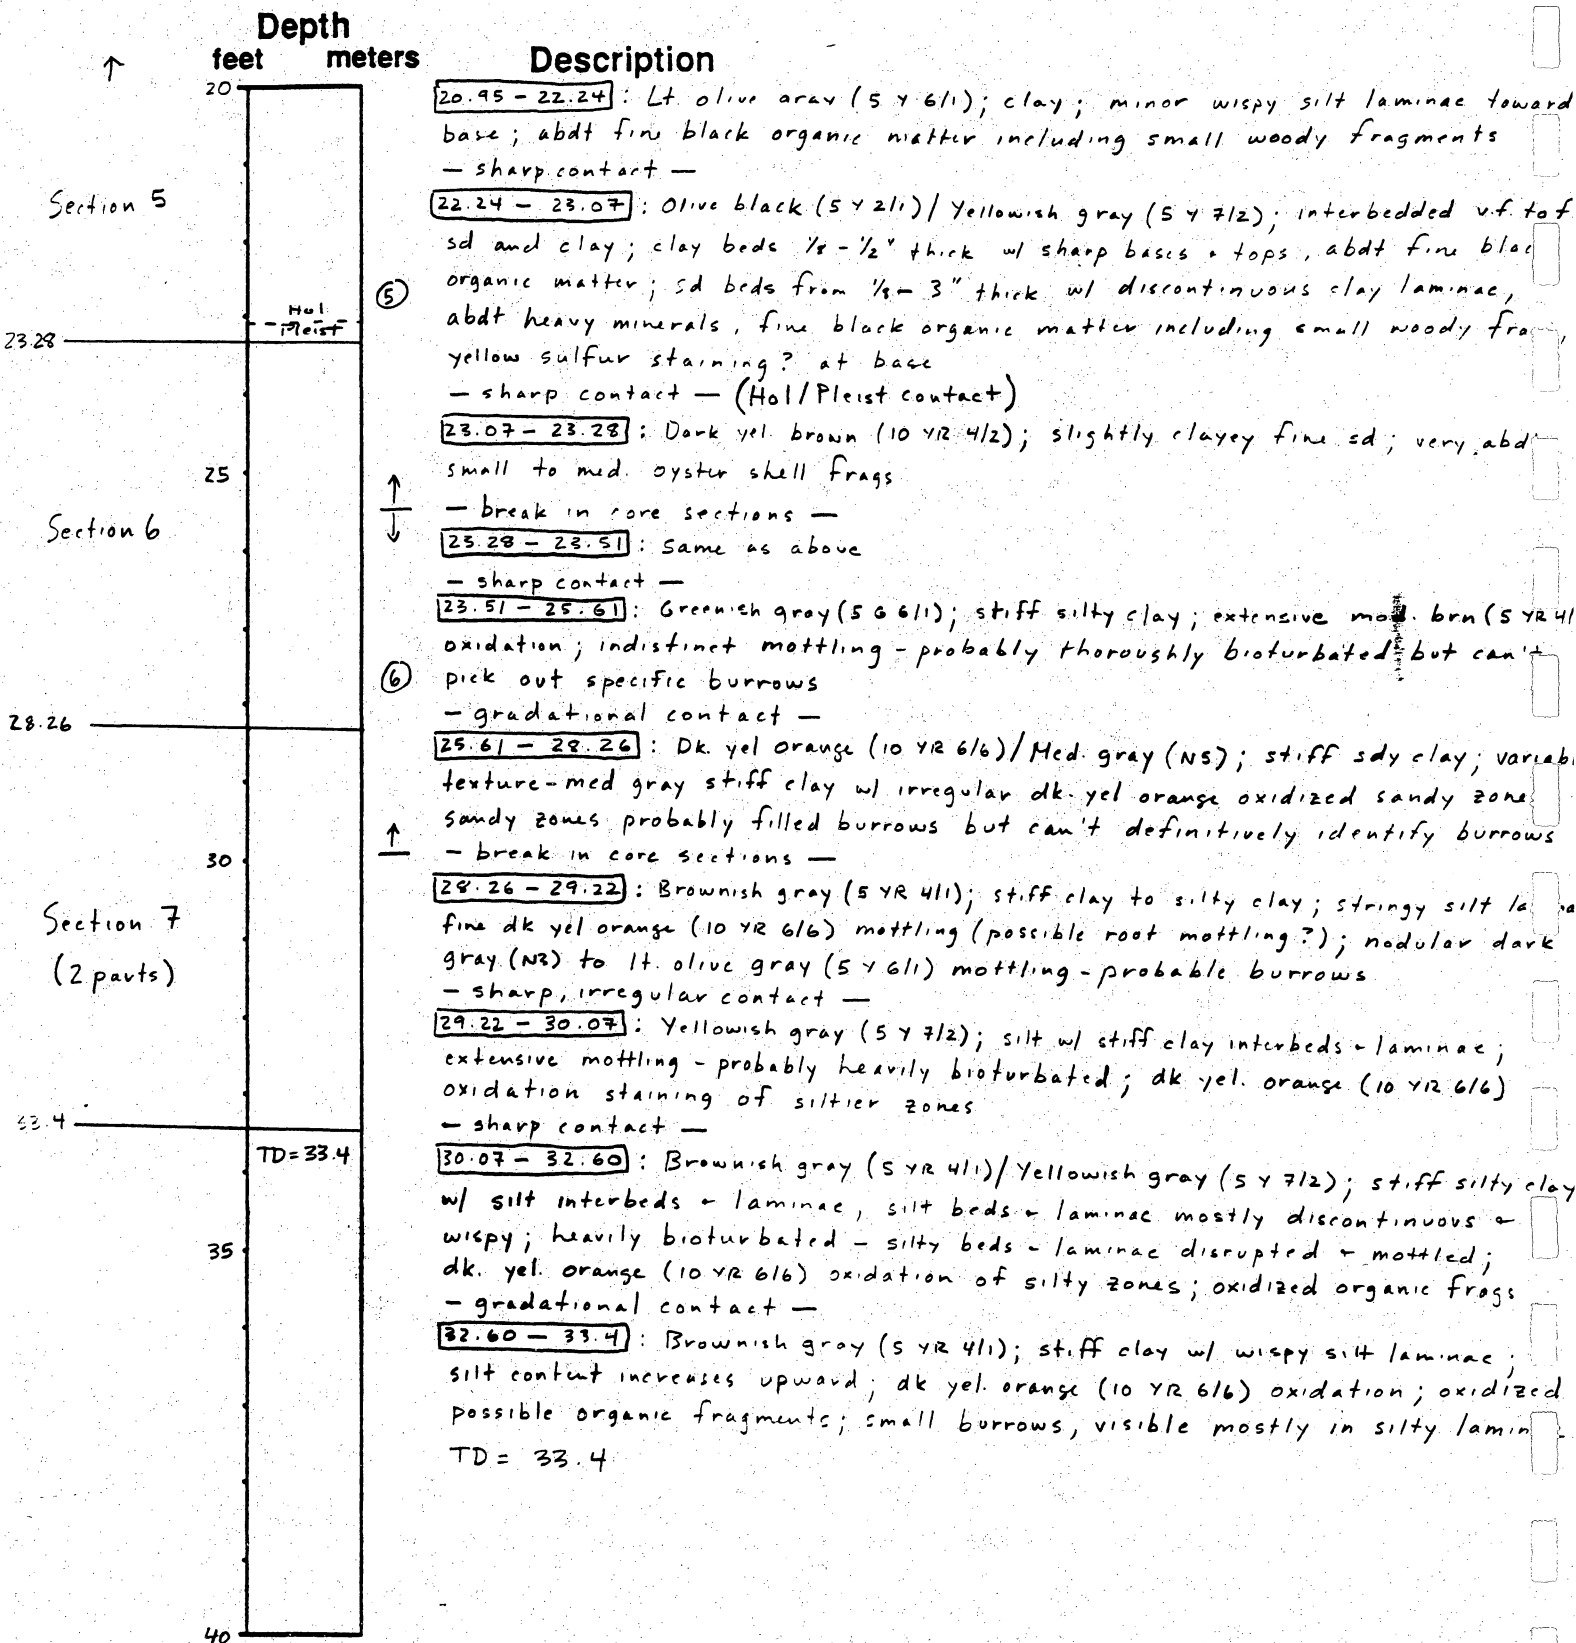 Depth
feet meters
Description
↑
20
[20.95 - 22.24]: Lt. olive gray (5 Y 6/1); clay; minor wispy silt laminae toward
base; abdt fine black organic matter including small woody fragments
— sharp contact —
Section 5
[22.24 - 23.07]: Olive black (5 Y 2/1)/Yellowish gray (5 Y 7/2); interbedded v.f. to f.
sd and clay; clay beds 1/8 - 1/2" thick w/ sharp bases + tops, abdt fine blac
⑤
organic matter; sd beds from 1/8 - 3" thick w/ discontinuous clay laminae,
Hol
Pleist
abdt heavy minerals, fine black organic matter including small woody fra
23.28
yellow sulfur staining? at base
— sharp contact — (Hol/Pleist contact)
[23.07 - 23.28]: Dark yel. brown (10 YR 4/2); slightly clayey fine sd; very abd
25
small to med. oyster shell frags
↑
↓
— break in core sections —
Section 6
[23.28 - 23.51]: Same as above
— sharp contact —
[23.51 - 25.61]: Greenish gray (5 G 6/1); stiff silty clay; extensive mod. brn (5 YR 4/
oxidation; indistinct mottling - probably thoroughly bioturbated but can't
⑥
pick out specific burrows
— gradational contact —
28.26
[25.61 - 28.26]: Dk. yel orange (10 YR 6/6)/Med. gray (N5); stiff sdy clay; variabl
texture - med gray stiff clay w/ irregular dk. yel orange oxidized sandy zone
sandy zones probably filled burrows but can't definitively identify burrows
↑
— break in core sections —
30
[28.26 - 29.22]: Brownish gray (5 YR 4/1); stiff clay to silty clay; stringy silt la
Section 7
(2 parts)
fine dk yel orange (10 YR 6/6) mottling (possible root mottling?); nodular dark
gray (N3) to lt. olive gray (5 Y 6/1) mottling - probable burrows
— sharp, irregular contact —
[29.22 - 30.07]: Yellowish gray (5 Y 7/2); silt w/ stiff clay interbeds + laminae;
extensive mottling - probably heavily bioturbated; dk yel. orange (10 YR 6/6)
oxidation staining of siltier zones
33.4
— sharp contact —
TD = 33.4
[30.07 - 32.60]: Brownish gray (5 YR 4/1)/Yellowish gray (5 Y 7/2); stiff silty clay
w/ silt interbeds + laminae, silt beds + laminae mostly discontinuous +
35
wispy; heavily bioturbated - silty beds + laminae disrupted + mottled;
dk. yel. orange (10 YR 6/6) oxidation of silty zones; oxidized organic frags
— gradational contact —
[32.60 - 33.4]: Brownish gray (5 YR 4/1); stiff clay w/ wispy silt laminae;
silt content increases upward; dk yel. orange (10 YR 6/6) oxidation; oxidized
possible organic fragments; small burrows, visible mostly in silty lamin
TD = 33.4
40